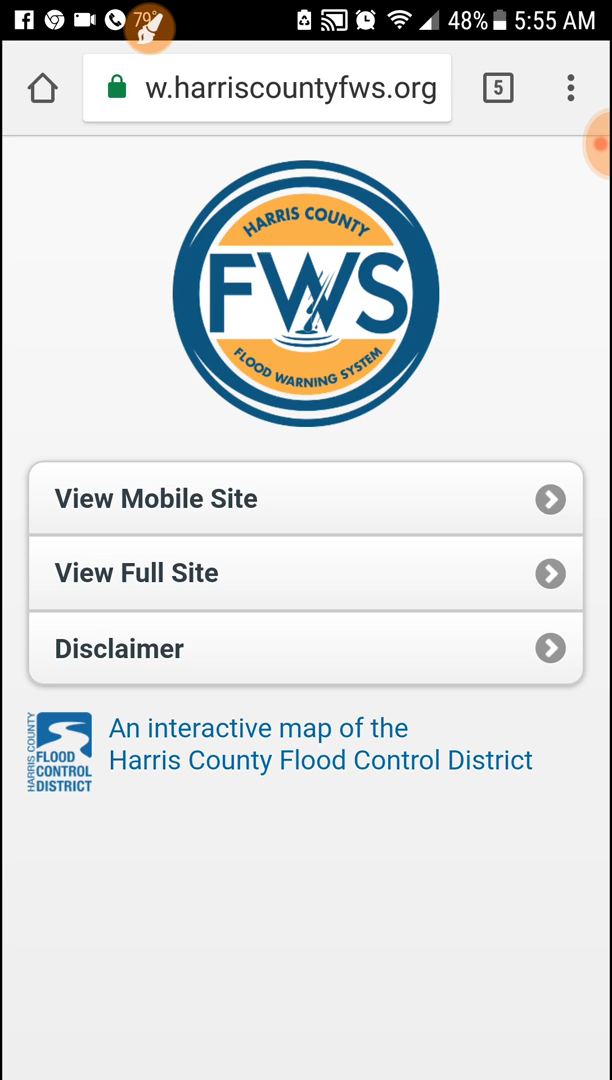 79°
48%
5:55 AM
w.harriscountyfws.org
5
HARRIS COUNTY
FWS
FLOOD WARNING SYSTEM
View Mobile Site
View Full Site
Disclaimer
HARRIS COUNTY
FLOOD
CONTROL
DISTRICT
An interactive map of the
Harris County Flood Control District